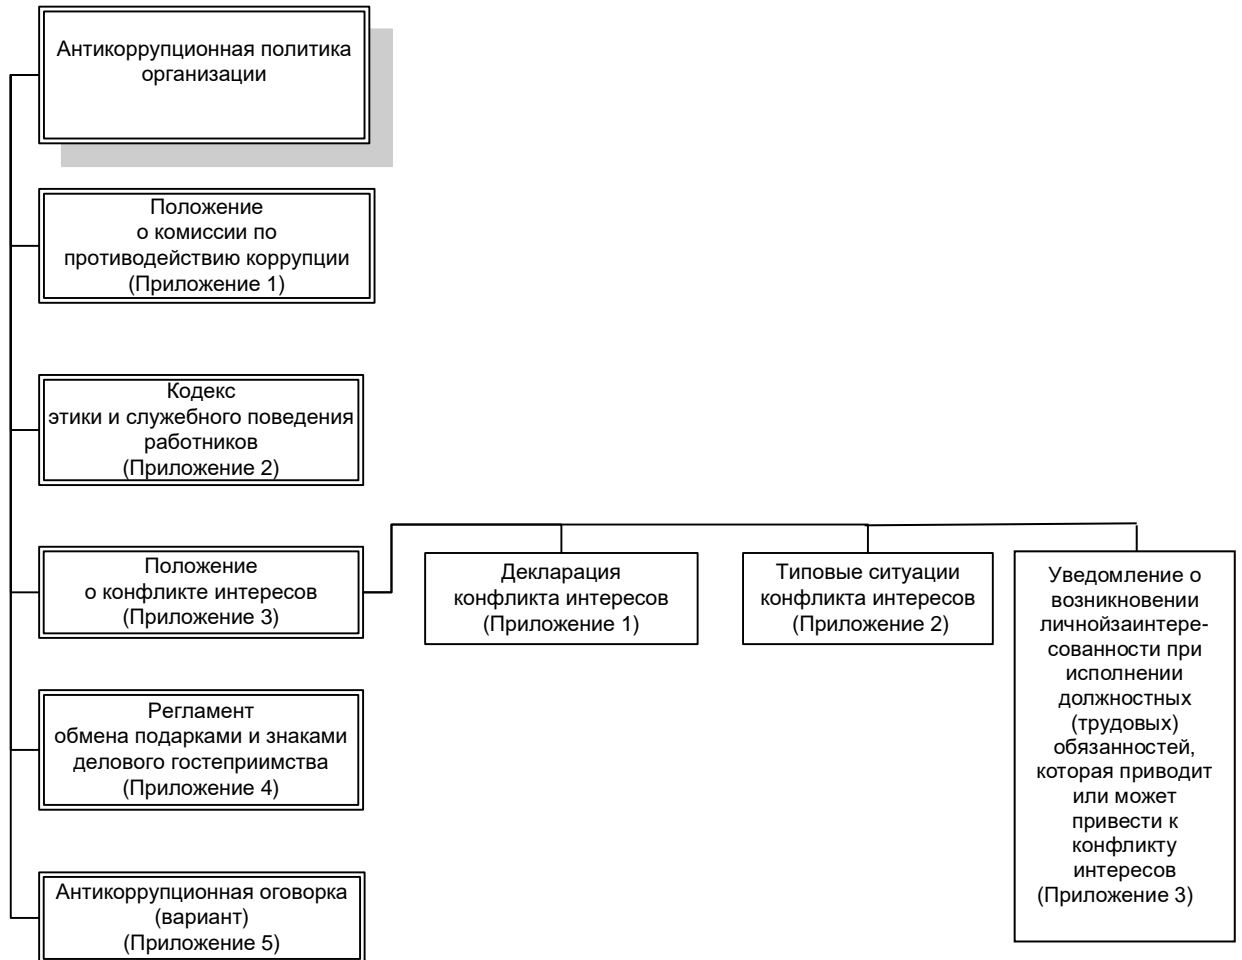 Антикоррупционная политика
организации
Положение
о комиссии по
противодействию коррупции
(Приложение 1)
Кодекс
этики и служебного поведения
работников
(Приложение 2)
Положение
о конфликте интересов
(Приложение 3)
Декларация
конфликта интересов
(Приложение 1)
Типовые ситуации
конфликта интересов
(Приложение 2)
Уведомление о
возникновении
личнойзаинтере-
сованности при
исполнении
должностных
(трудовых)
обязанностей,
которая приводит
или может
привести к
конфликту
интересов
(Приложение 3)
Регламент
обмена подарками и знаками
делового гостеприимства
(Приложение 4)
Антикоррупционная оговорка
(вариант)
(Приложение 5)